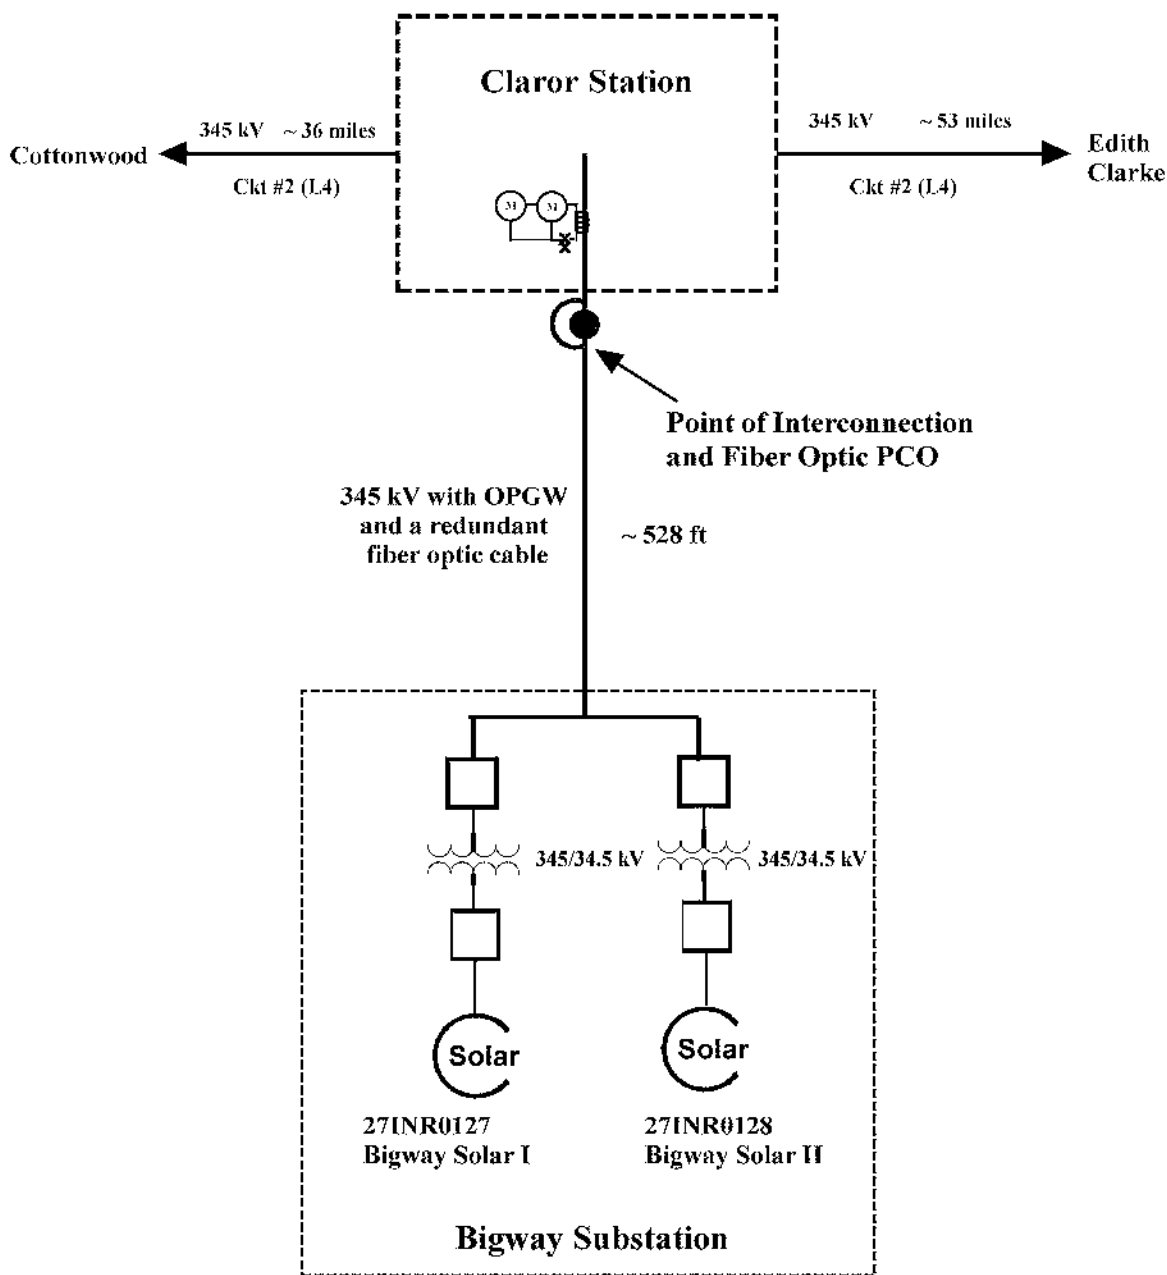 Claror Station
345 kV ~ 36 miles
Cottonwood
Ckt #2 (L4)
345 kV ~ 53 miles
Edith
Clarke
Ckt #2 (L4)
M M
Point of Interconnection
and Fiber Optic PCO
345 kV with OPGW
and a redundant
fiber optic cable
~ 528 ft
345/34.5 kV
345/34.5 kV
Solar
Solar
27INR0127
Bigway Solar I
27INR0128
Bigway Solar II
Bigway Substation